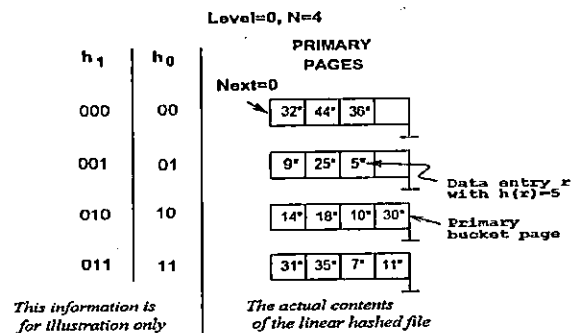 Level=0, N=4
h1 h0 PRIMARY PAGES
Next=0
000 00 32* 44* 36*
001 01 9* 25* 5*
Data entry r with h(r)=5
010 10 14* 18* 10* 30*
Primary bucket page
011 11 31* 35* 7* 11*
This information is for illustration only
The actual contents of the linear hashed file